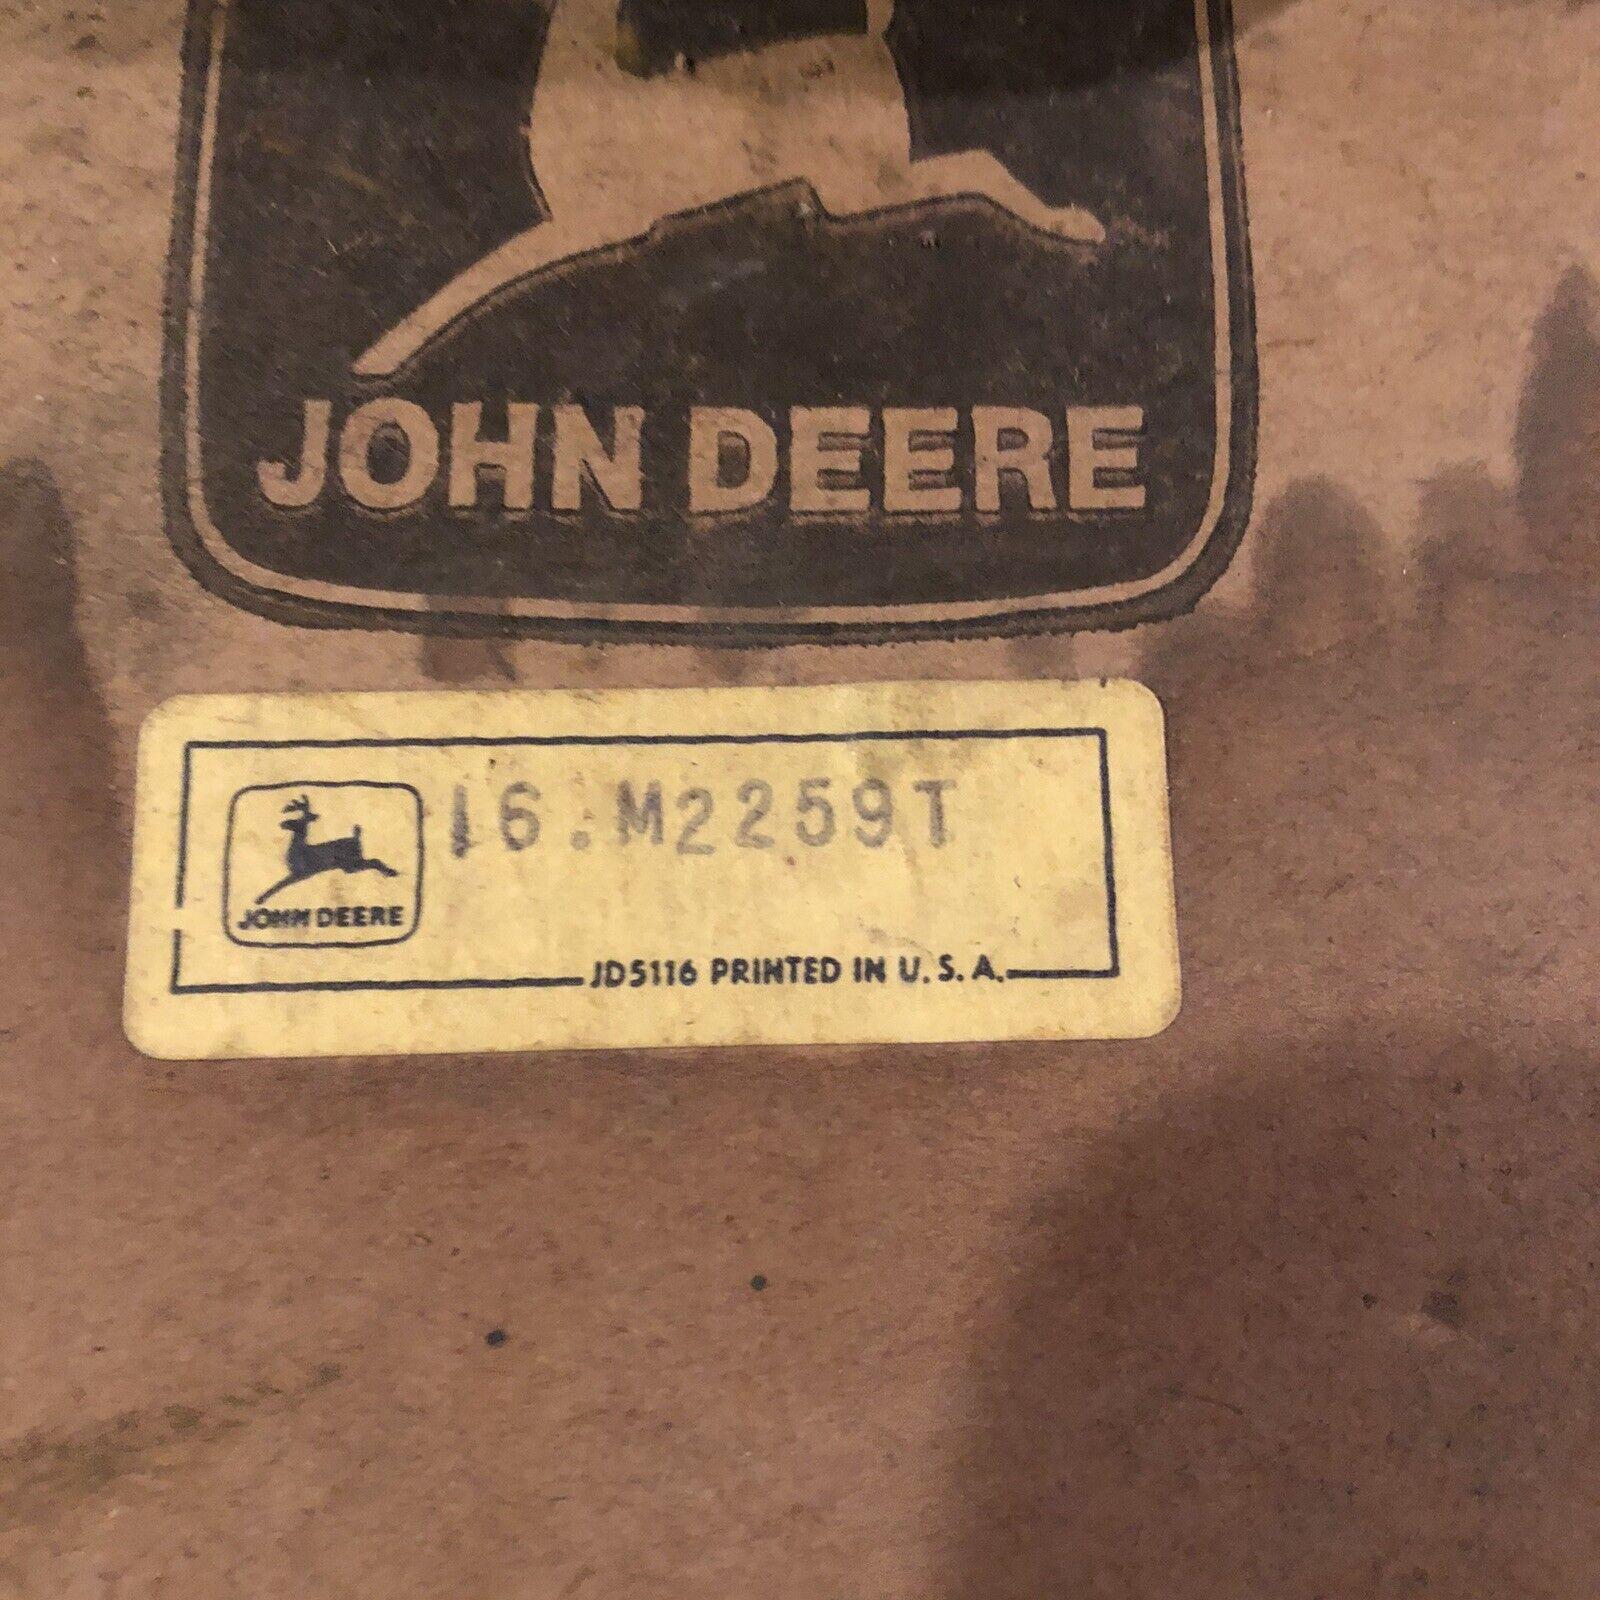 JOHN DEERE
16.M2259T
JOHN DEERE
JD5116 PRINTED IN U.S.A.